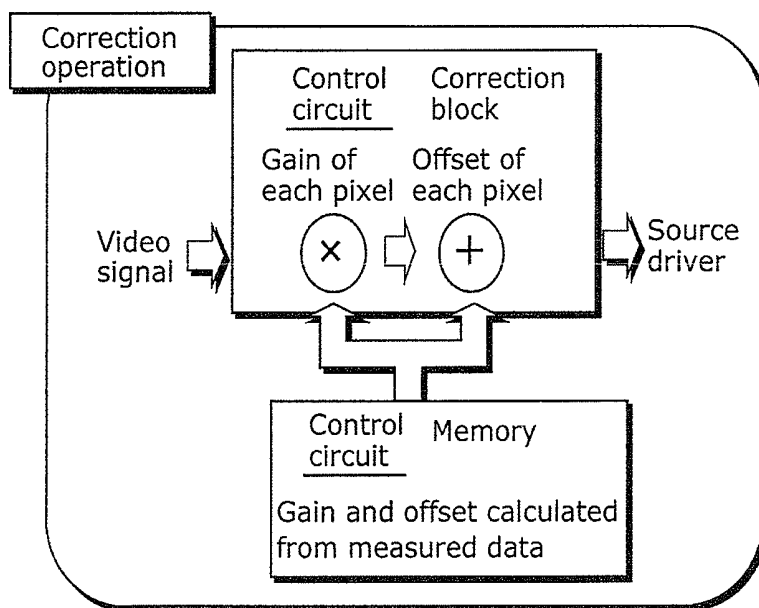 Correction
operation
Control
circuit
Correction
block
Gain of
each pixel
Offset of
each pixel
Video
signal
×
+
Source
driver
Control
circuit
Memory
Gain and offset calculated
from measured data